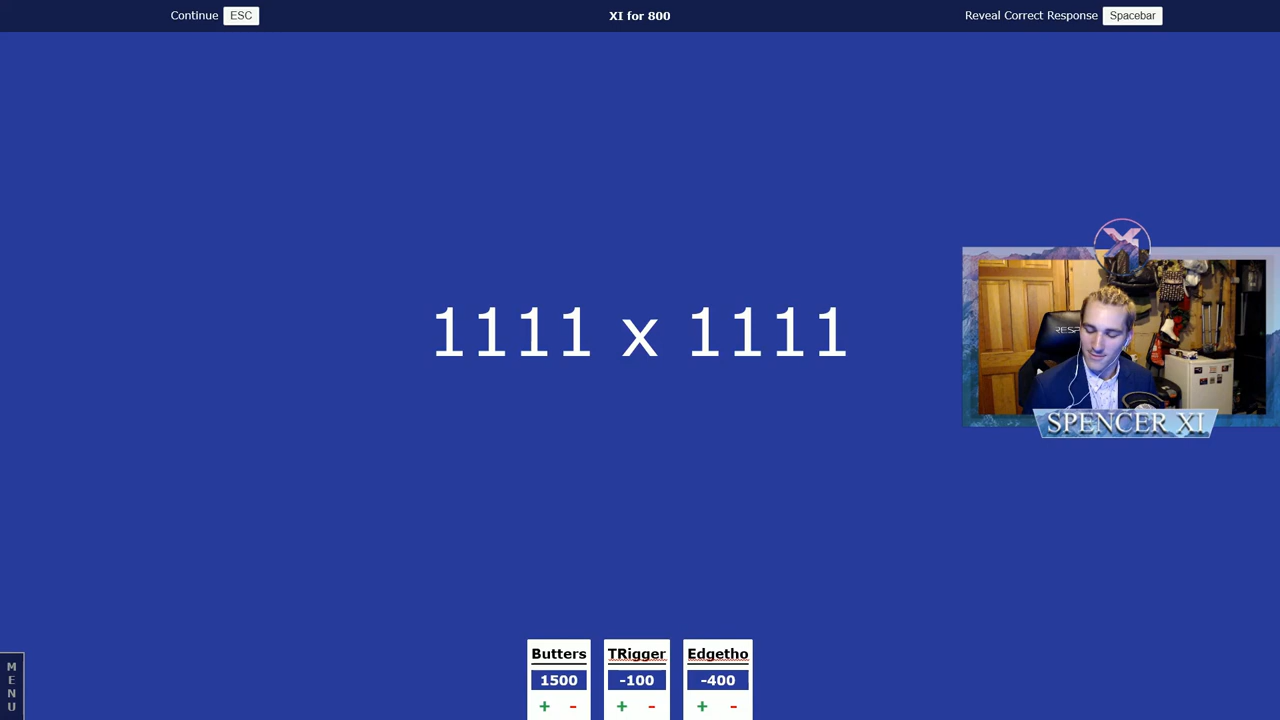 Continue ESC
XI for 800
Reveal Correct Response Spacebar
1111 x 1111
SPENCER XI
Butters TRigger Edgetho
1500 -100 -400
+ - + - + -
MENU